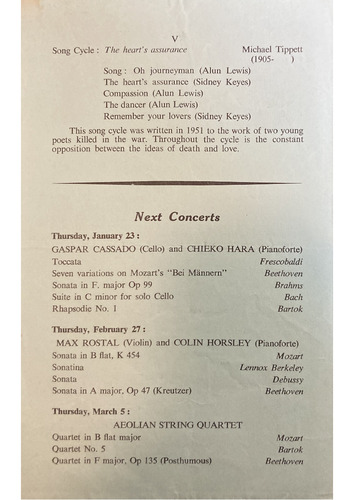 V
Song Cycle : The heart's assurance Michael Tippett
(1905- )
Song : Oh journeyman (Alun Lewis)
The heart's assurance (Sidney Keyes)
Compassion (Alun Lewis)
The dancer (Alun Lewis)
Remember your lovers (Sidney Keyes)
This song cycle was written in 1951 to the work of two young
poets killed in the war. Throughout the cycle is the constant
opposition between the ideas of death and love.
Next Concerts
Thursday, January 23 :
GASPAR CASSADO (Cello) and CHIEKO HARA (Pianoforte)
Toccata Frescobaldi
Seven variations on Mozart's "Bei Männern" Beethoven
Sonata in F. major Op 99 Brahms
Suite in C minor for solo Cello Bach
Rhapsodie No. 1 Bartok
Thursday, February 27 :
MAX ROSTAL (Violin) and COLIN HORSLEY (Pianoforte)
Sonata in B flat, K 454 Mozart
Sonatina Lennox Berkeley
Sonata Debussy
Sonata in A major, Op 47 (Kreutzer) Beethoven
Thursday, March 5 :
AEOLIAN STRING QUARTET
Quartet in B flat major Mozart
Quartet No. 5 Bartok
Quartet in F major, Op 135 (Posthumous) Beethoven